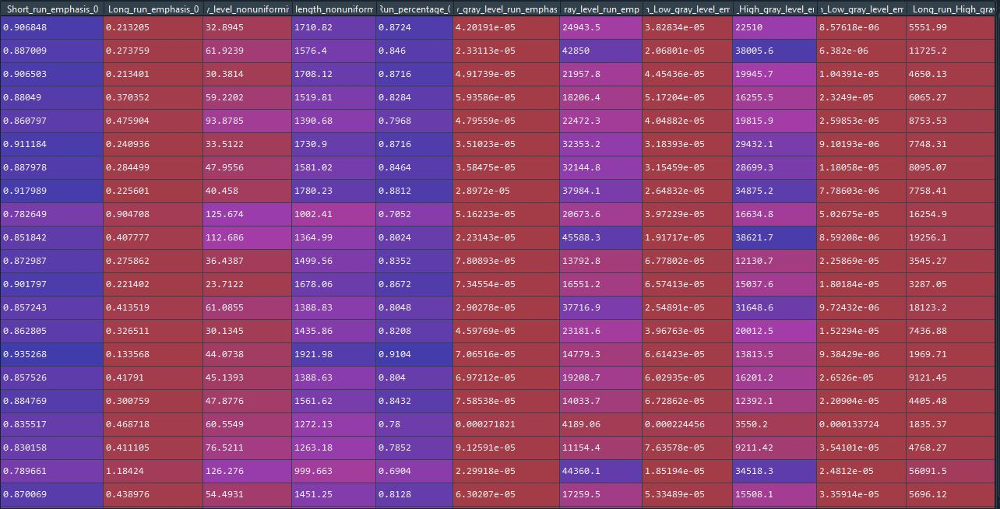 Short_run_emphasis_0 Long_run_emphasis_0 /_level_nonuniformi length_nonuniform Run_percentage_( /_gray_level_run_emphas ray_level_run_emp ı_Low_gray_level_em _High_gray_level_e ı_Low_gray_level_em Long_run_High_gra
0.906848 0.213205 32.8945 1710.82 0.8724 4.20191e-05 24943.5 3.82834e-05 22510 8.57618e-06 5551.99
0.887009 0.273759 61.9239 1576.4 0.846 2.33113e-05 42850 2.06801e-05 38005.6 6.382e-06 11725.2
0.906503 0.213401 30.3814 1708.12 0.8716 4.91739e-05 21957.8 4.45436e-05 19945.7 1.04391e-05 4650.13
0.88049 0.370352 59.2202 1519.81 0.8284 5.93586e-05 18206.4 5.17204e-05 16255.5 2.3249e-05 6065.27
0.860797 0.475904 93.8785 1390.68 0.7968 4.79559e-05 22472.3 4.04882e-05 19815.9 2.59853e-05 8753.53
0.911184 0.240936 33.5122 1730.9 0.8716 3.51023e-05 32353.2 3.18393e-05 29432.1 9.10193e-06 7748.31
0.887978 0.284499 47.9556 1581.02 0.8464 3.58475e-05 32144.8 3.15459e-05 28699.3 1.18058e-05 8095.07
0.917989 0.225601 40.458 1780.23 0.8812 2.8972e-05 37984.1 2.64832e-05 34875.2 7.78603e-06 7758.41
0.782649 0.904708 125.674 1002.41 0.7052 5.16223e-05 20673.6 3.97229e-05 16634.8 5.02675e-05 16254.9
0.851842 0.407777 112.686 1364.99 0.8024 2.23143e-05 45588.3 1.91717e-05 38621.7 8.59208e-06 19256.1
0.872987 0.275862 36.4387 1499.56 0.8352 7.80893e-05 13792.8 6.77802e-05 12130.7 2.25869e-05 3545.27
0.901797 0.221402 23.7122 1678.06 0.8672 7.34554e-05 16551.2 6.57413e-05 15037.6 1.80184e-05 3287.05
0.857243 0.413519 61.0855 1388.83 0.8048 2.90278e-05 37716.9 2.54891e-05 31648.6 9.72432e-06 18123.2
0.862805 0.326511 30.1345 1435.86 0.8208 4.59769e-05 23181.6 3.96763e-05 20012.5 1.52294e-05 7436.88
0.935268 0.133568 44.0738 1921.98 0.9104 7.06516e-05 14779.3 6.61423e-05 13813.5 9.38429e-06 1969.71
0.857526 0.41791 45.1393 1388.63 0.804 6.97212e-05 19208.7 6.02935e-05 16201.2 2.6526e-05 9121.45
0.884769 0.300759 47.8776 1561.62 0.8432 7.58538e-05 14033.7 6.72862e-05 12392.1 2.20904e-05 4405.48
0.835517 0.468718 60.5549 1272.13 0.78 0.000271821 4189.06 0.000224456 3550.2 0.000133724 1835.37
0.830158 0.411105 76.5211 1263.18 0.7852 9.12591e-05 11154.4 7.63578e-05 9211.42 3.54101e-05 4768.27
0.789661 1.18424 126.276 999.663 0.6904 2.29918e-05 44360.1 1.85194e-05 34518.3 2.4812e-05 56091.5
0.870069 0.438976 54.4931 1451.25 0.8128 6.30207e-05 17259.5 5.33489e-05 15508.1 3.35914e-05 5696.12